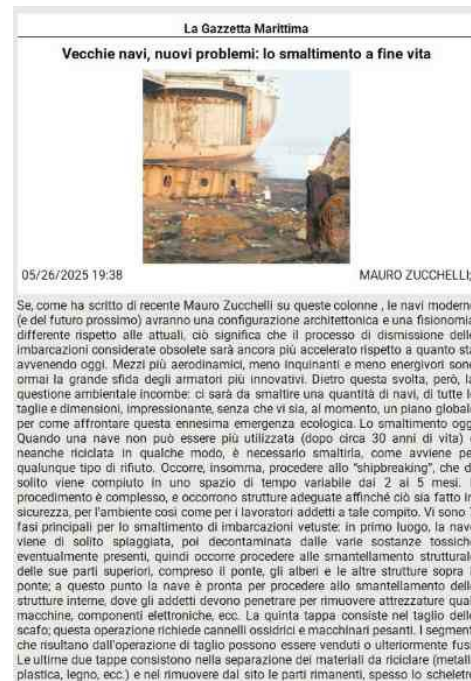 La Gazzetta Marittima
Vecchie navi, nuovi problemi: lo smaltimento a fine vita
05/26/2025 19:38 MAURO ZUCCHELLI;
Se, come ha scritto di recente Mauro Zucchelli su queste colonne , le navi moderne
(e del futuro prossimo) avranno una configurazione architettonica e una fisionomia
differente rispetto alle attuali, ciò significa che il processo di dismissione delle
imbarcazioni considerate obsolete sarà ancora più accelerato rispetto a quanto sta
avvenendo oggi. Mezzi più aerodinamici, meno inquinanti e meno energivori sono
ormai la grande sfida degli armatori più innovativi. Dietro questa svolta, però, la
questione ambientale incombe: ci sarà da smaltire una quantità di navi, di tutte le
taglie e dimensioni, impressionante, senza che vi sia, al momento, un piano globale
per come affrontare questa ennesima emergenza ecologica. Lo smaltimento oggi
Quando una nave non può essere più utilizzata (dopo circa 30 anni di vita)
neanche riciclata in qualche modo, è necessario smaltirla, come avviene per
qualunque tipo di rifiuto. Occorre, insomma, procedere allo "shipbreaking", che di
solito viene compiuto in uno spazio di tempo variabile dai 2 ai 5 mesi.
procedimento è complesso, e occorrono strutture adeguate affinché ciò sia fatto in
sicurezza, per l'ambiente così come per i lavoratori addetti a tale compito. Vi sono 7
fasi principali per lo smaltimento di imbarcazioni vetuste: in primo luogo, la nave
viene di solito spiaggiata, poi decontaminata dalle varie sostanze tossiche
eventualmente presenti, quindi occorre procedere alle smantellamento strutturale
delle sue parti superiori, compreso il ponte, gli alberi e le altre strutture sopra il
ponte; a questo punto la nave è pronta per procedere allo smantellamento delle
strutture interne, dove gli addetti devono penetrare per rimuovere attrezzature quali
macchine, componenti elettroniche, ecc. La quinta tappa consiste nel taglio dello
scafo; questa operazione richiede cannelli ossidrici e macchinari pesanti. I segmenti
che risultano dall'operazione di taglio possono essere venduti o ulteriormente fusi.
Le ultime due tappe consistono nella separazione dei materiali da riciclare (metalli,
plastica, legno, ecc.) e nel rimuovere dal sito le parti rimanenti, spesso lo scheletro